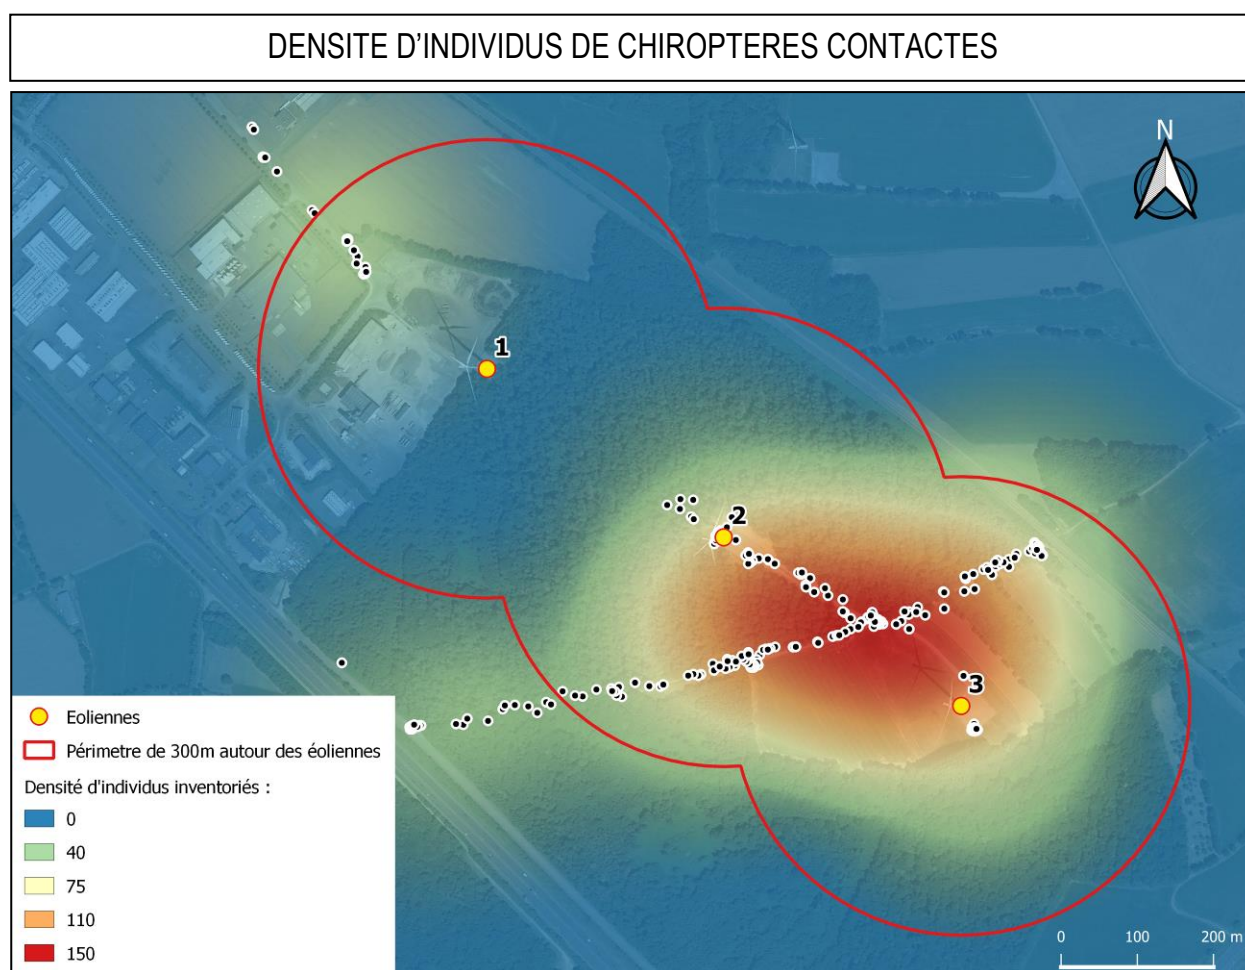 DENSITE D'INDIVIDUS DE CHIROPTERES CONTACTES
N
1
2
3
Eoliennes
Périmetre de 300m autour des éoliennes
Densité d'individus inventoriés :
0
40
75
110
150
0 100 200 m